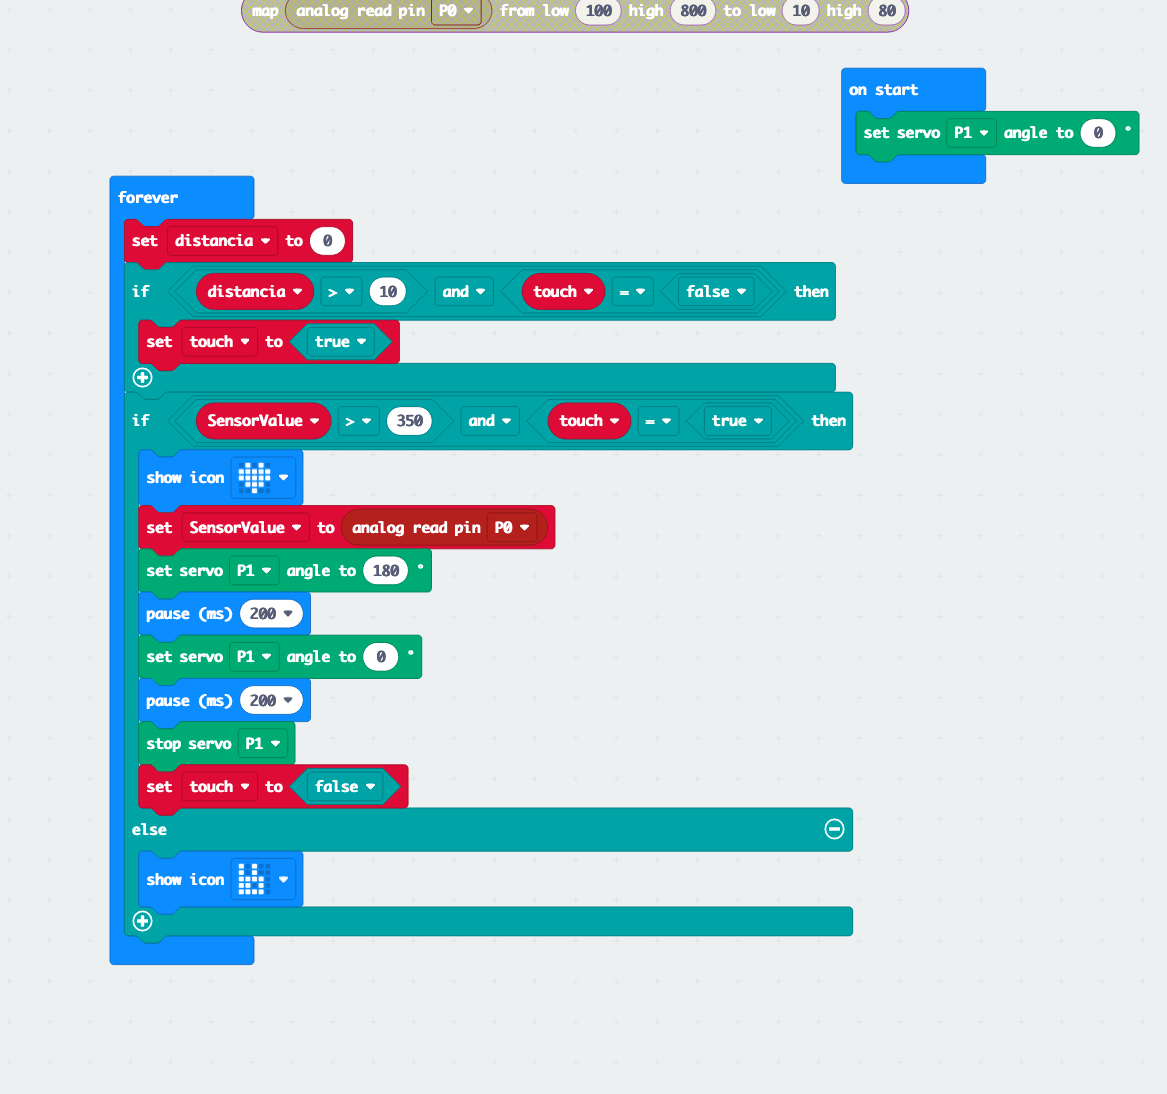 map analog read pin P0 from low 100 high 800 to low 10 high 80
on start
set servo P1 angle to 0 °
forever
set distancia to 0
if distancia > 10 and touch = false then
set touch to true
if SensorValue > 350 and touch = true then
show icon
set SensorValue to analog read pin P0
set servo P1 angle to 180 °
pause (ms) 200
set servo P1 angle to 0 °
pause (ms) 200
stop servo P1
set touch to false
else
show icon